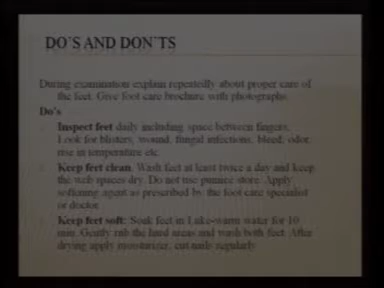 DO'S AND DON'TS
During examination explain repeatedly about proper care of
the feet. Give foot care brochure with photographs.
Do's
Inspect feet daily including space between fingers.
Look for blisters, wound, fungal infections, bleed, odor,
rise in temperature etc
Keep feet clean. Wash feet at least twice a day and keep
the web spaces dry. Do not use pumice stone. Apply
softening agent as prescribed by the foot care specialist
or doctor.
Keep feet soft: Soak feet in Luke-warm water for 10
min. Gently rub the hard areas and wash both feet. After
drying apply moisturizer, cut nails regularly